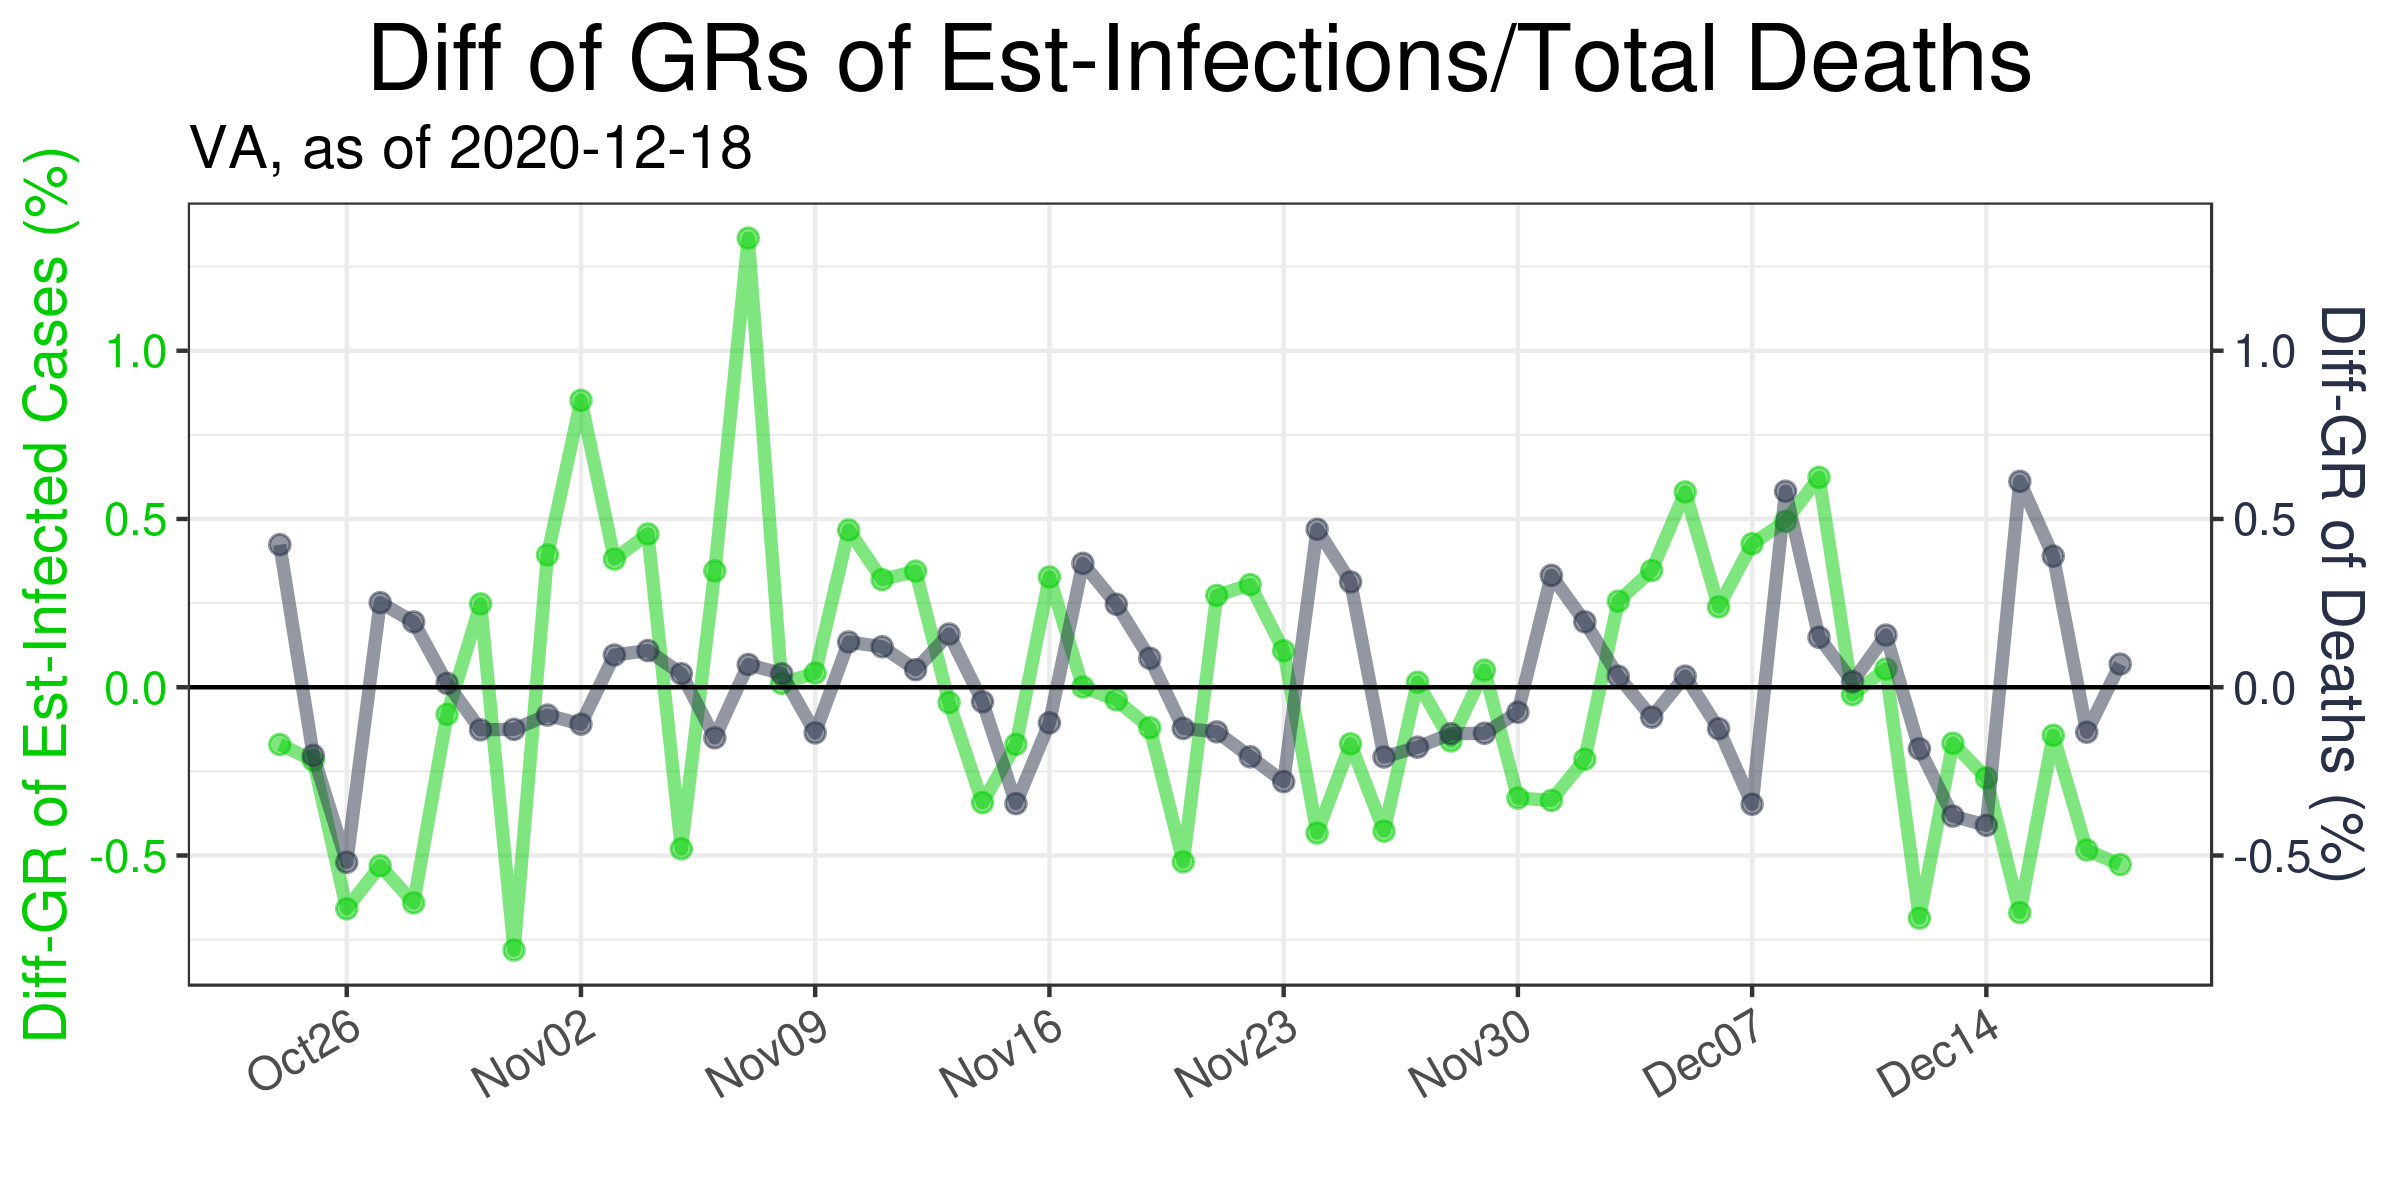 Diff of GRs of Est-Infections/Total Deaths
VA, as of 2020-12-18
Diff-GR of Est-Infected Cases (%)
1.0
0.5
0.0
-0.5
1.0
0.5
0.0
-0.5
Diff-GR of Deaths (%)
Oct26
Nov02
Nov09
Nov16
Nov23
Nov30
Dec07
Dec14